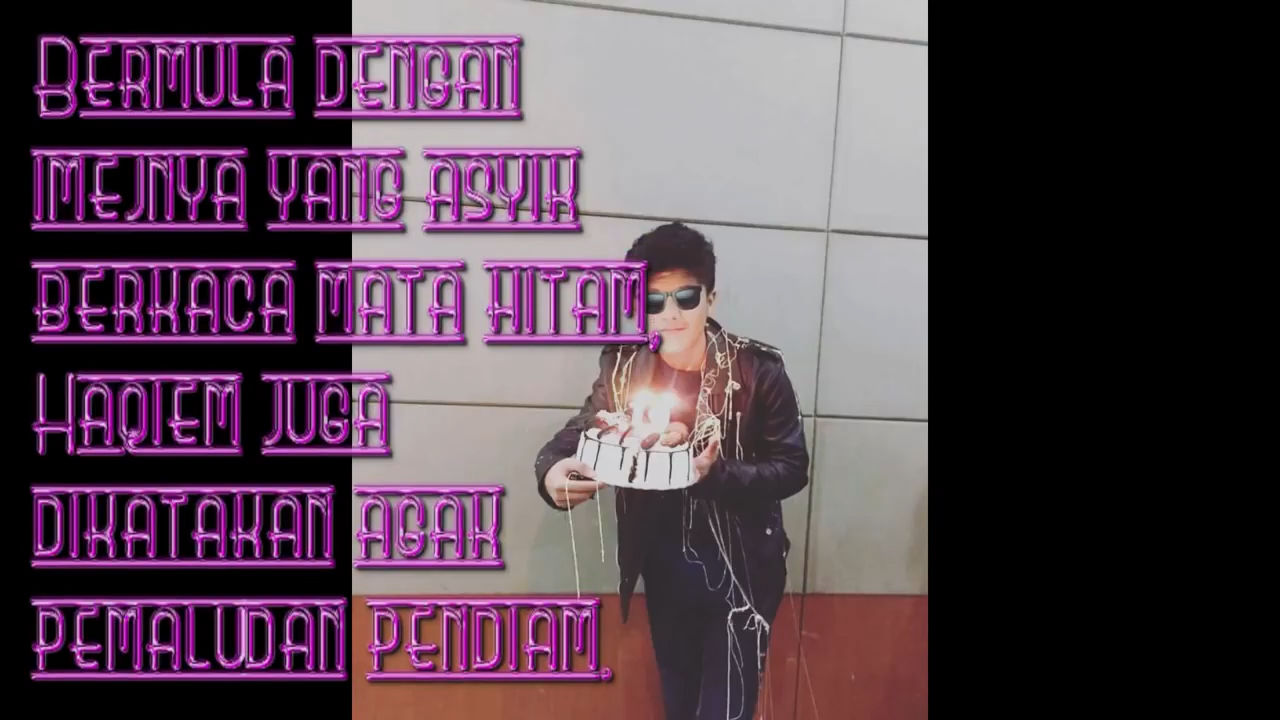 Bermula dengan
imejnya yang asyik
berkaca mata hitam,
Haqiem juga
dikatakan agak
pemaludan pendiam.